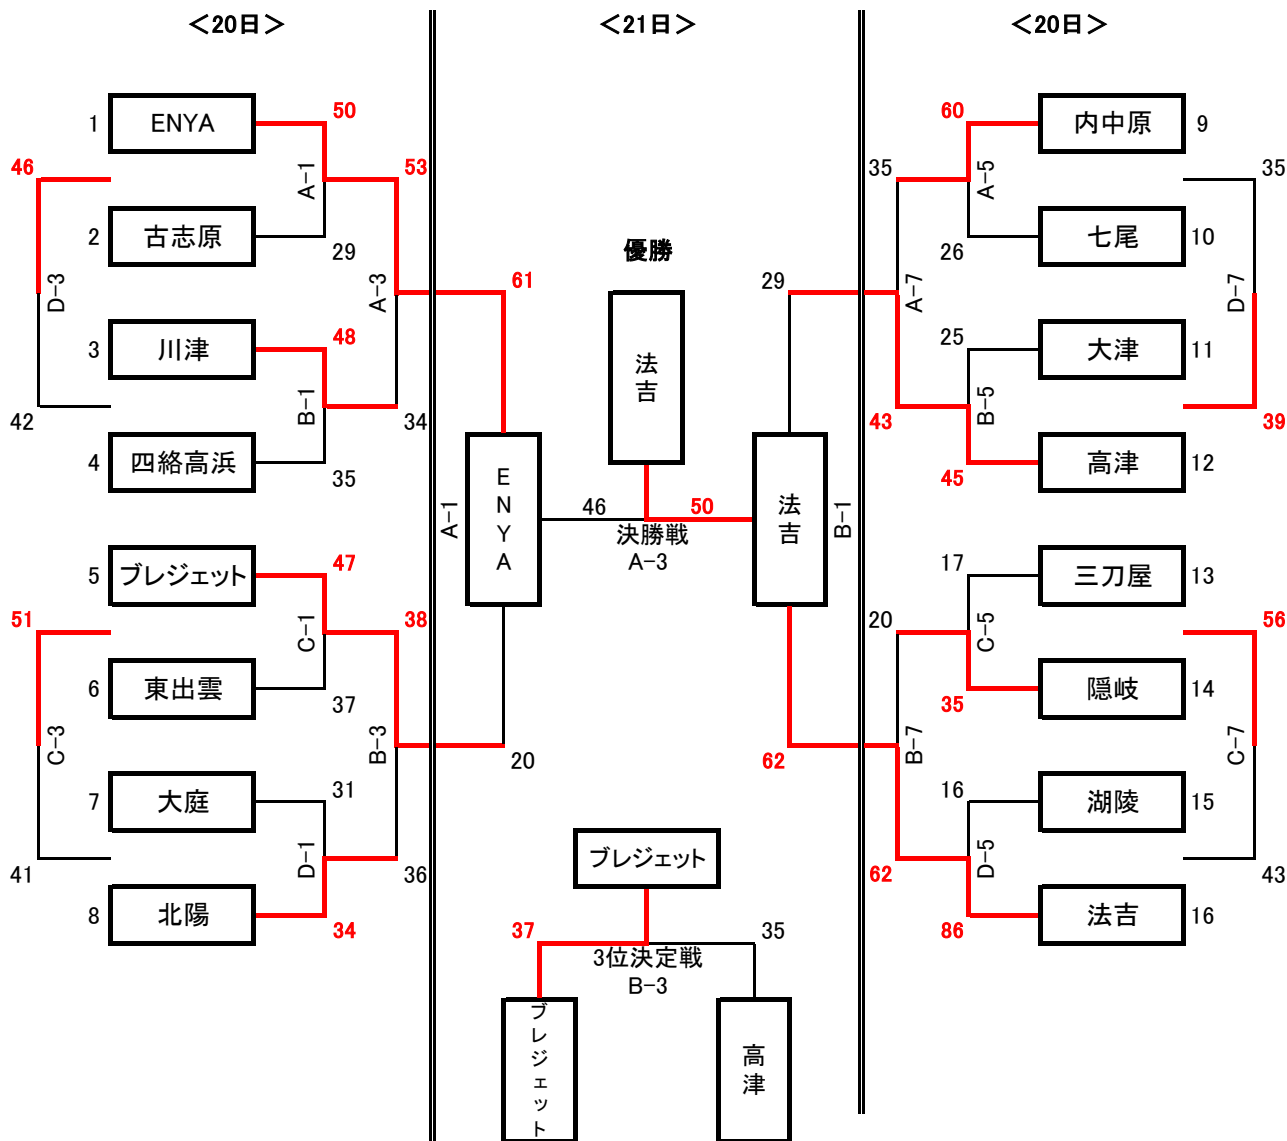 ＜20日＞
＜21日＞
＜20日＞
1 ENYA 50
46
A-1
53
2 古志原 29
D-3
A-3
3 川津 48
42
B-1
34
4 四絡高浜 35
5 ブレジェット 47
51
C-1
38
6 東出雲 37
C-3
B-3
7 大庭 31
41
D-1
36
8 北陽 34
61
A-1
ENYA
20
優勝
法吉
46 50
決勝戦
A-3
29
法吉
B-1
62
ブレジェット
37 35
3位決定戦
B-3
ブレジェット
高津
60 内中原 9
35
A-5
35
26 七尾 10
A-7
D-7
25 大津 11
43
B-5
39
45 高津 12
17 三刀屋 13
20
C-5
56
35 隠岐 14
B-7
C-7
16 湖陵 15
62
D-5
43
86 法吉 16